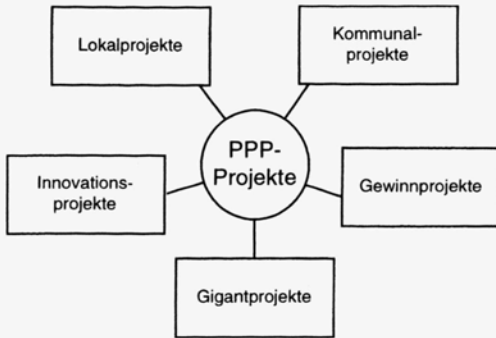 Lokalprojekte
Kommunal-
projekte
PPP-
Projekte
Innovations-
projekte
Gewinnprojekte
Gigantprojekte